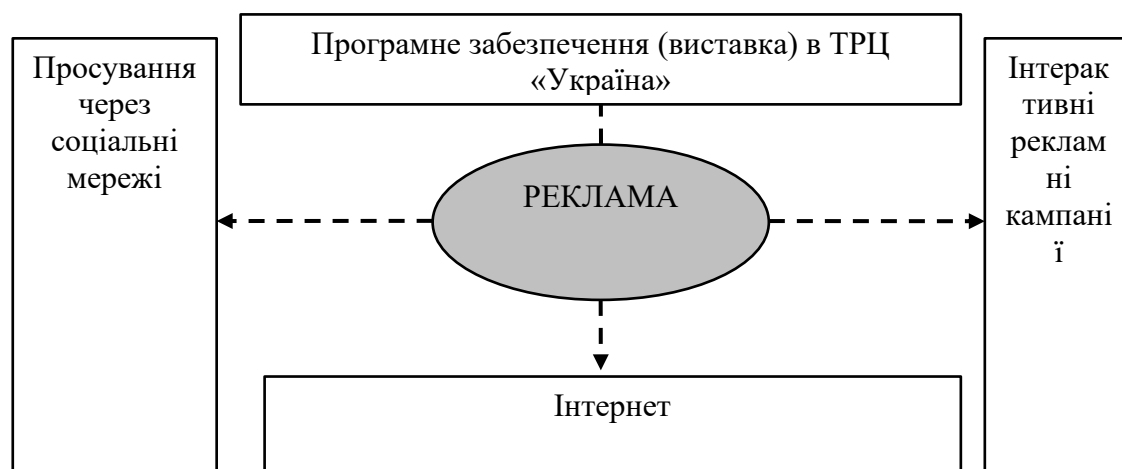 Програмне забезпечення (виставка) в ТРЦ
«Україна»
Просування
через
соціальні
мережі
РЕКЛАМА
Інтерак
тивні
реклам
ні
кампані
ї
Інтернет